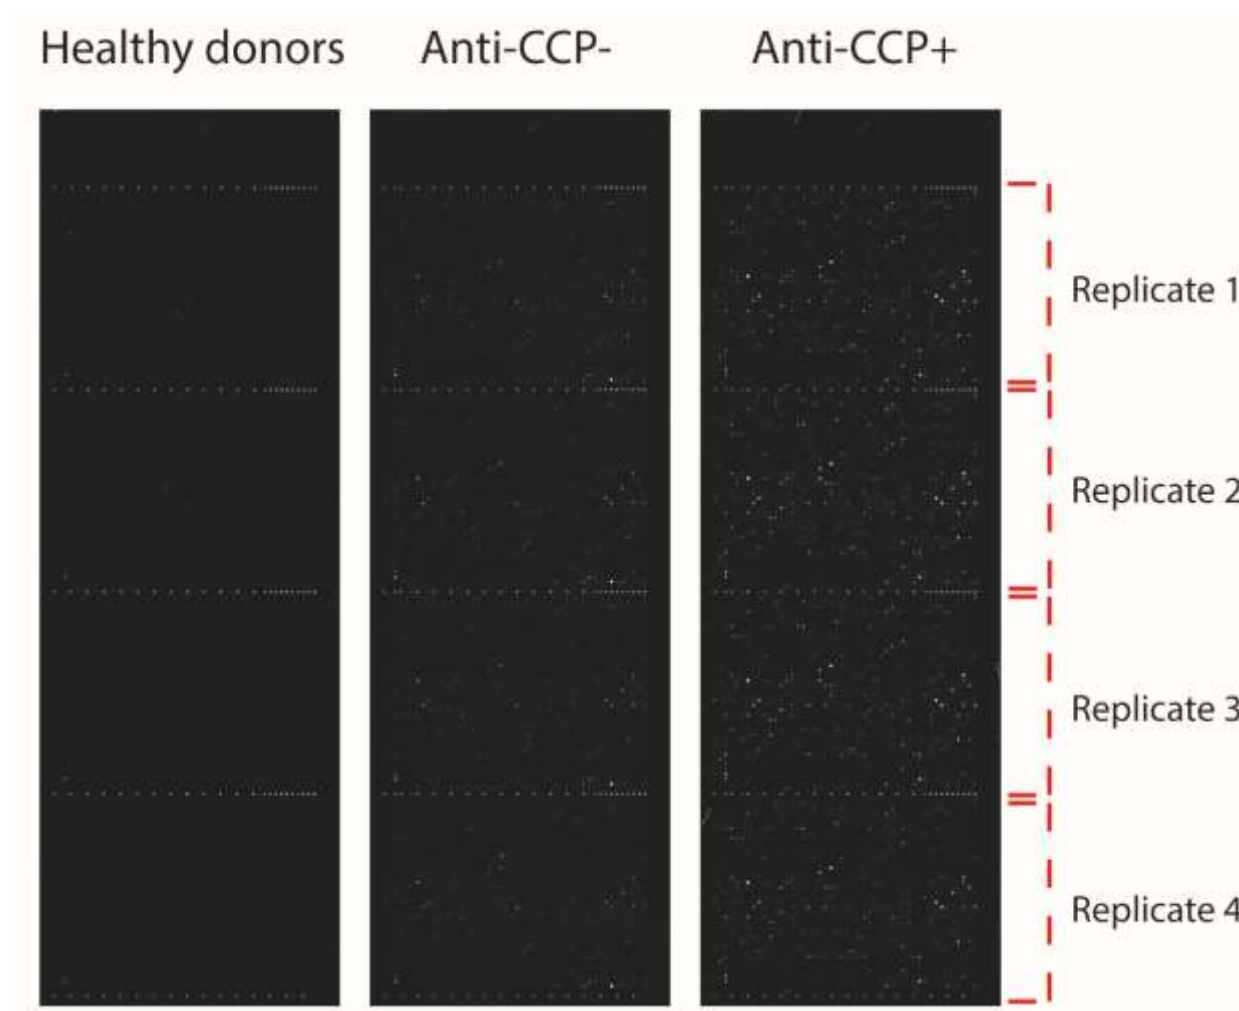 Healthy donors
Anti-CCP-
Anti-CCP+
Replicate 1
Replicate 2
Replicate 3
Replicate 4